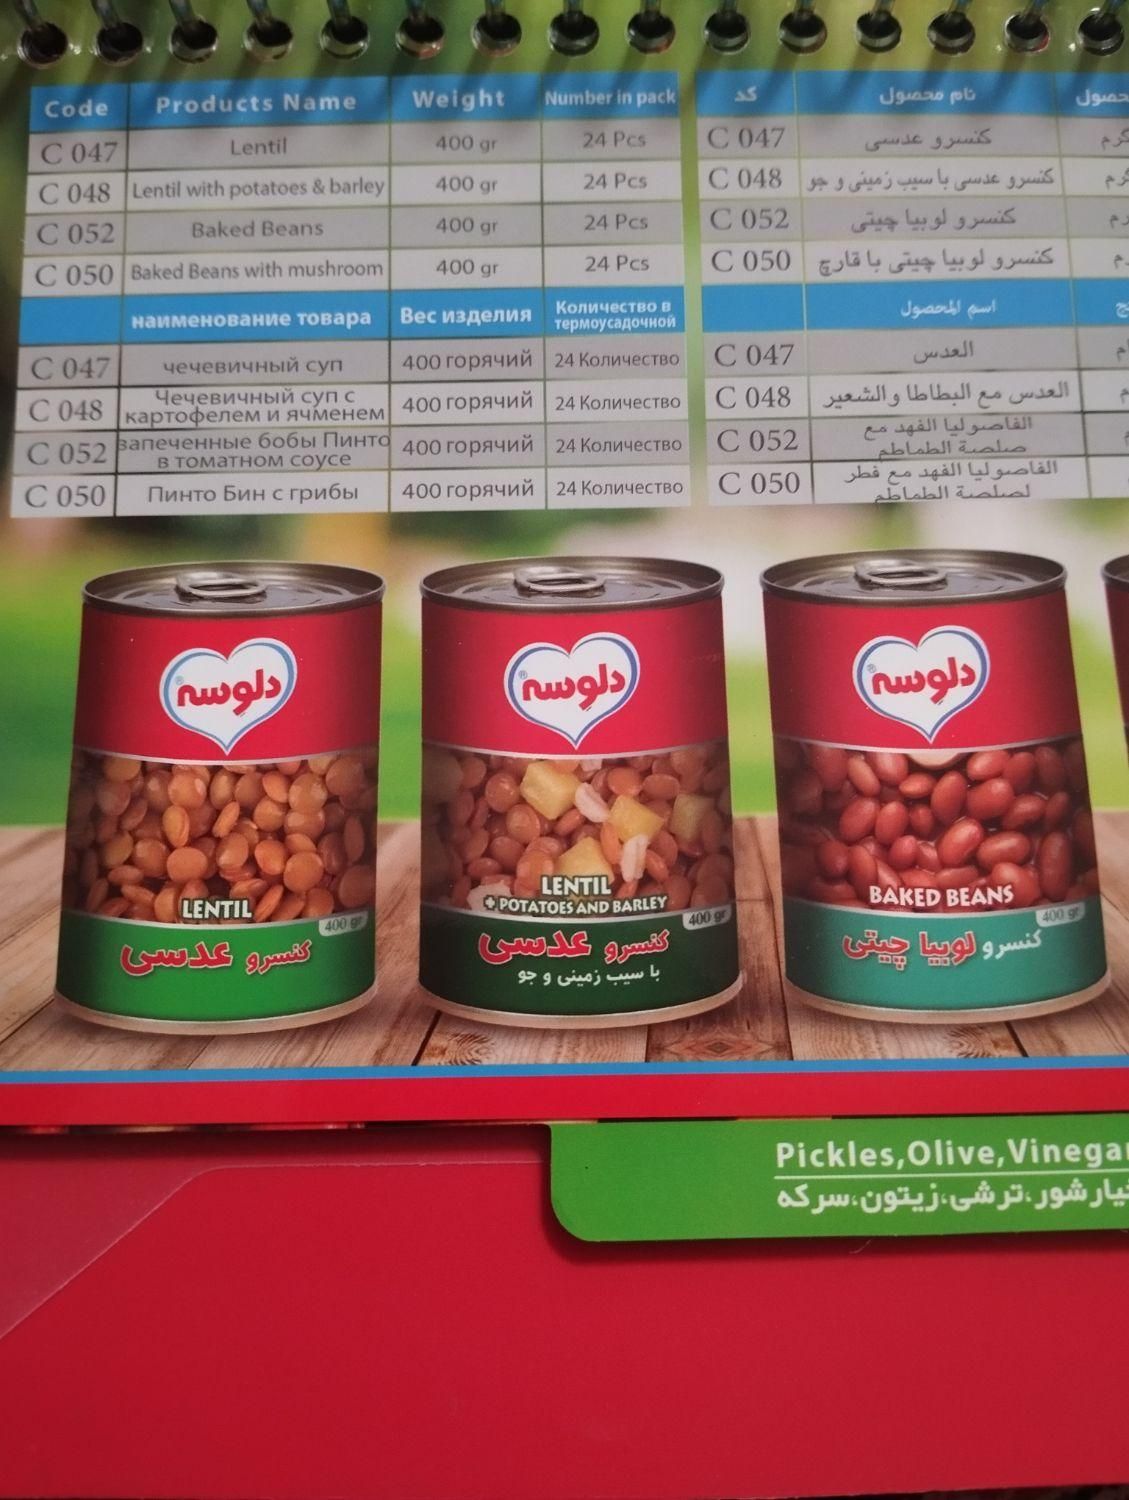 Code Products Name Weight Number in pack
C 047 Lentil 400 gr 24 Pcs
C 048 Lentil with potatoes & barley 400 gr 24 Pcs
C 052 Baked Beans 400 gr 24 Pcs
C 050 Baked Beans with mushroom 400 gr 24 Pcs
наименование товара Вес изделия Количество в термоусадочной
C 047 чечевичный суп 400 горячий 24 Количество
C 048 Чечевичный суп с
картофелем и ячменем 400 горячий 24 Количество
C 052 запеченные бобы Пинто
в томатном соусе 400 горячий 24 Количество
C 050 Пинто Бин с грибы 400 горячий 24 Количество
کد نام محصول
C 047 کنسرو عدسی
C 048 کنسرو عدسی با سیب زمینی و جو
C 052 کنسرو لوبیا چیتی
C 050 کنسرو لوبیا چیتی با قارچ
اسم المحصول
C 047 العدس
C 048 العدس مع البطاطا والشعير
C 052 الفاصوليا الفهد مع
صلصة الطماطم
C 050 الفاصوليا الفهد مع فطر
لصلصة الطماطم
دلوسه®
LENTIL
400 gr
کنسرو عدسی
دلوسه®
LENTIL
+ POTATOES AND BARLEY
400 gr
کنسرو عدسی
با سیب زمینی و جو
دلوسه®
BAKED BEANS
400 gr
کنسرو لوبیا چیتی
Pickles,Olive,Vinegar
خیارشور،ترشی،زیتون،سرکه